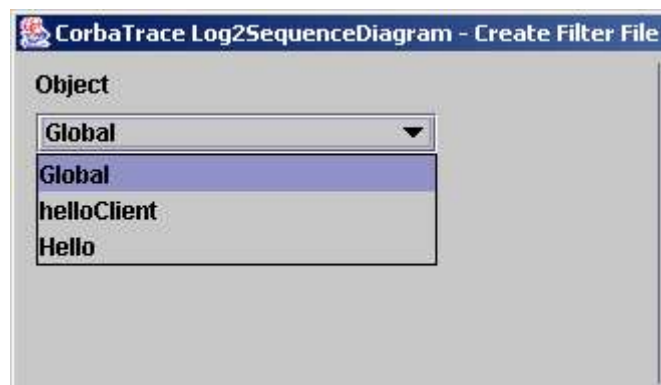 CorbaTrace Log2SequenceDiagram - Create Filter File
Object
Global
Global
helloClient
Hello